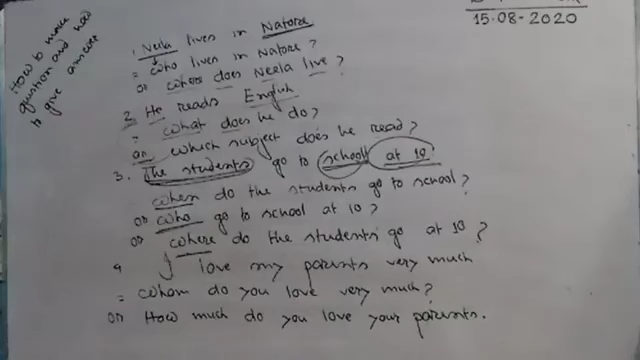 15-08-2020
How to make
question and how
to give answer
1. Neela lives in Natore
= Who lives in Natore?
or Where does Neela live?
2. He reads English
= What does he do?
or Which subject does he read?
3. The students go to school at 10.
When do the students go to school?
or Who go to school at 10?
or Where do the students go at 10?
4 I love my parents very much
= Whom do you love very much?
or How much do you love your parents.